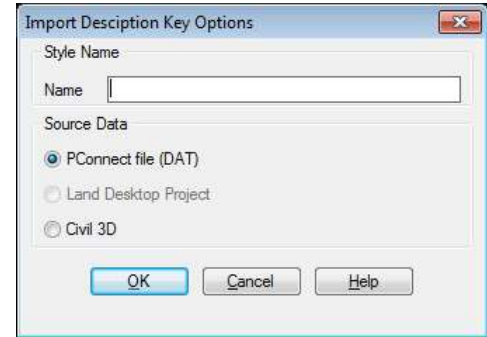 Import Desciption Key Options
Style Name
Name
Source Data
PConnect file (DAT)
Land Desktop Project
Civil 3D
OK Cancel Help